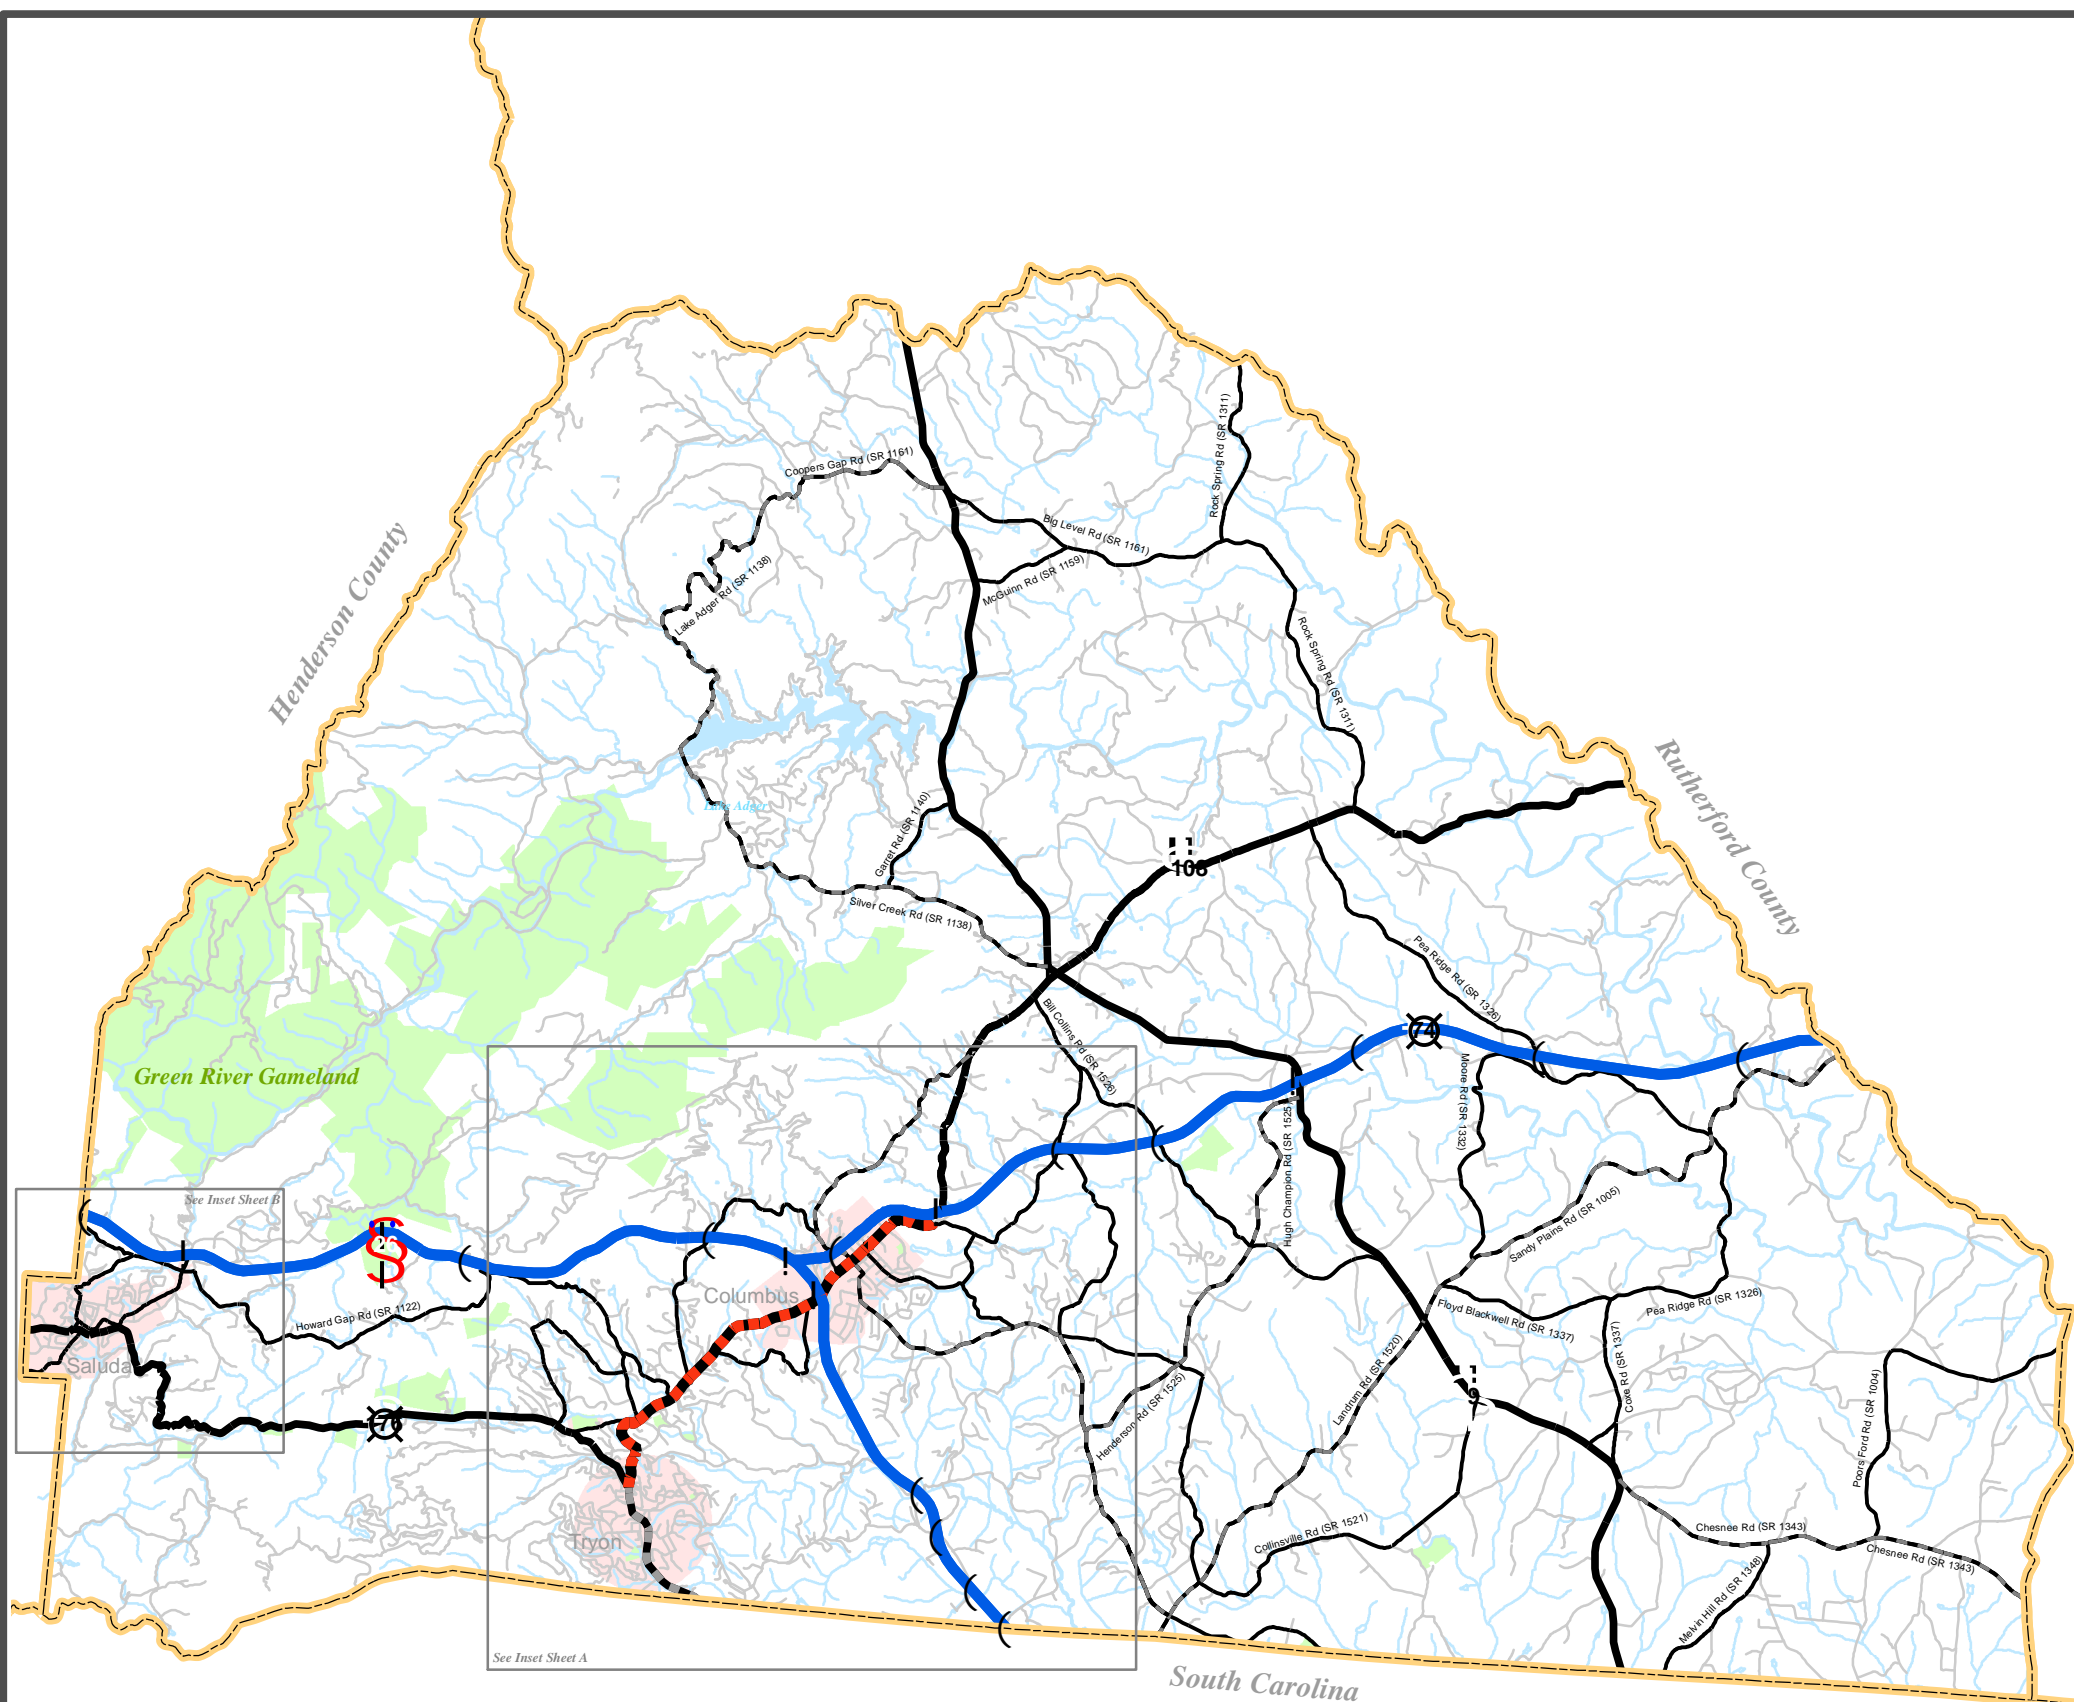 Coopers Gap Rd (SR 1161)
Rock Spring Rd (SR 1311)
Big Level Rd (SR 1161)
McGuinn Rd (SR 1159)
Lake Adger Rd (SR 1138)
Henderson County
Rock Spring Rd (SR 1311)
Rutherford County
Lake Adger
Garret Rd (SR 1140)
108
Silver Creek Rd (SR 1138)
Pea Ridge Rd (SR 1326)
Bill Collins Rd (SR 1526)
74
Green River Gameland
Moore Rd (SR 1332)
Hugh Champion Rd (SR 1525)
See Inset Sheet B
Sandy Plains Rd (SR 1005)
26
Columbus
Howard Gap Rd (SR 1122)
Pea Ridge Rd (SR 1326)
Floyd Blackwell Rd (SR 1337)
Saluda
Coxe Rd (SR 1337)
Landrum Rd (SR 1520)
9
Henderson Rd (SR 1525)
176
Poors Ford Rd (SR 1004)
Tryon
Collinsville Rd (SR 1521)
Chesnee Rd (SR 1343)
Chesnee Rd (SR 1343)
Melvin Hill Rd (SR 1348)
See Inset Sheet A
South Carolina